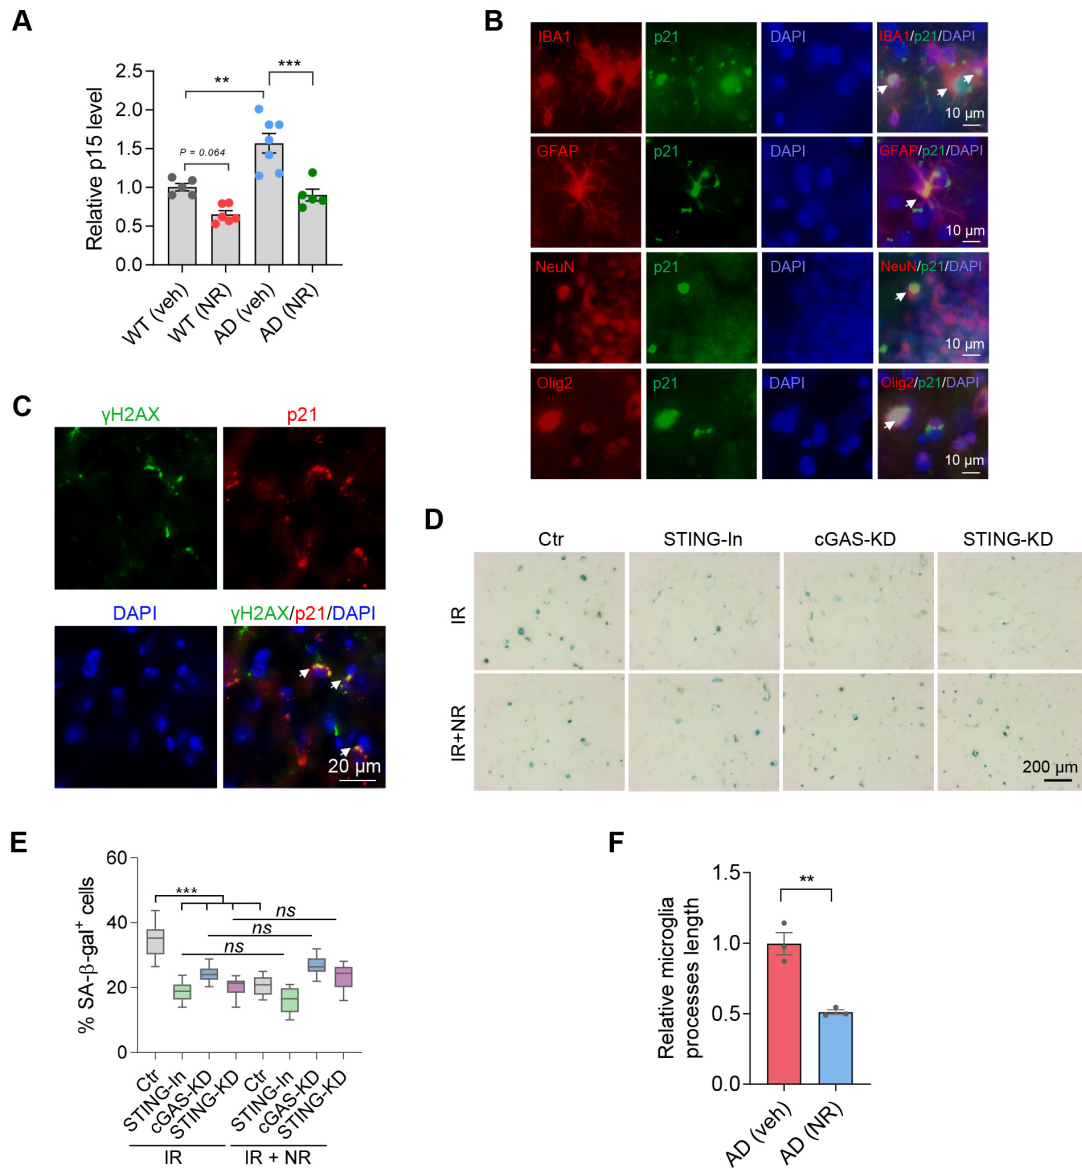 A
Relative p15 level
2.5
2.0
1.5
1.0
0.5
0.0
**
***
P = 0.064
WT (veh)
WT (NR)
AD (veh)
AD (NR)
B
IBA1
p21
DAPI
IBA1/p21/DAPI
10 µm
GFAP
p21
DAPI
GFAP/p21/DAPI
10 µm
NeuN
p21
DAPI
NeuN/p21/DAPI
10 µm
Olig2
p21
DAPI
Olig2/p21/DAPI
10 µm
C
γH2AX
p21
DAPI
γH2AX/p21/DAPI
20 µm
D
Ctr
STING-In
cGAS-KD
STING-KD
IR
IR+NR
200 µm
E
% SA-β-gal⁺ cells
60
40
20
0
***
ns
ns
ns
Ctr
STING-In
cGAS-KD
STING-KD
Ctr
STING-In
cGAS-KD
STING-KD
IR
IR + NR
F
Relative microglia
processes length
1.5
1.0
0.5
0.0
**
AD (veh)
AD (NR)